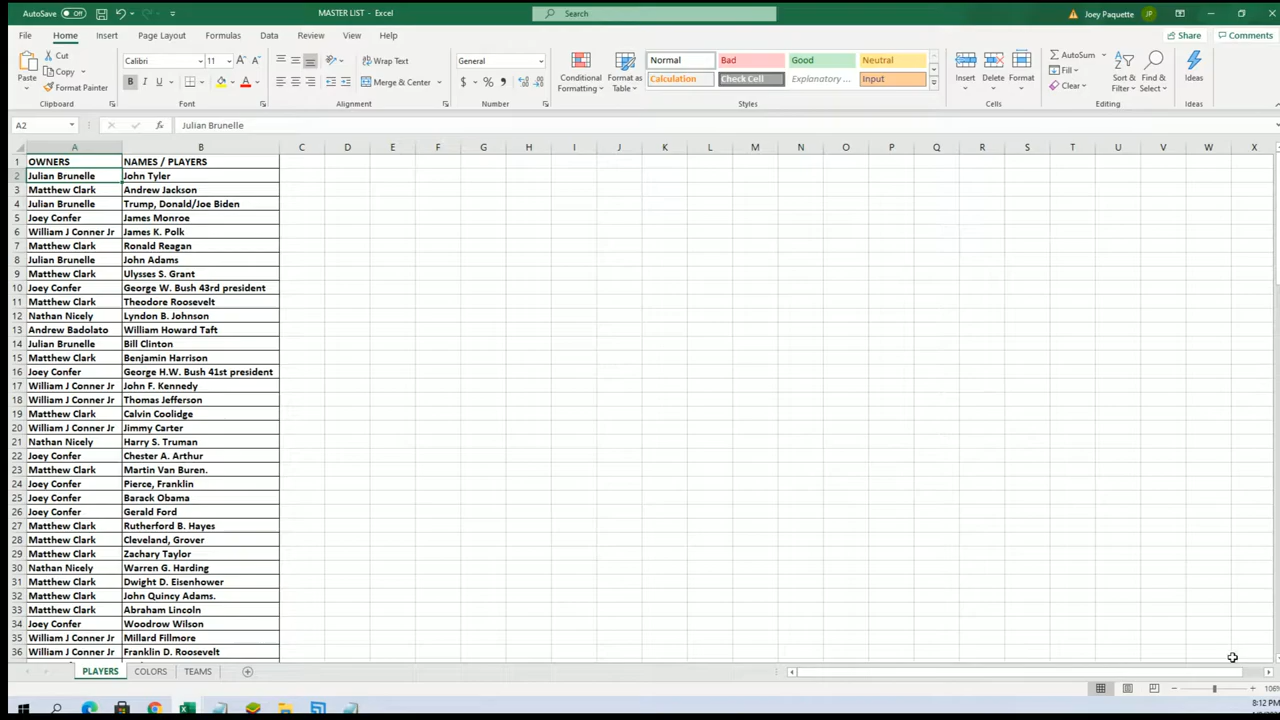 AutoSave Off MASTER LIST - Excel Search Joey Paquette JP
File Home Insert Page Layout Formulas Data Review View Help Share Comments
Paste Cut Copy Format Painter Clipboard
Calibri 11 B I U Font
Wrap Text Merge & Center Alignment
General $ % Number
Conditional Formatting Format as Table
Normal Bad Good Neutral
Calculation Check Cell Explanatory ... Input
Styles
Insert Delete Format Cells
AutoSum Fill Clear Sort & Filter Find & Select Editing
Ideas Ideas
A2 fx Julian Brunelle
A B C D E F G H I J K L M N O P Q R S T U V W X
1 OWNERS NAMES / PLAYERS
2 Julian Brunelle John Tyler
3 Matthew Clark Andrew Jackson
4 Julian Brunelle Trump, Donald/Joe Biden
5 Joey Confer James Monroe
6 William J Conner Jr James K. Polk
7 Matthew Clark Ronald Reagan
8 Julian Brunelle John Adams
9 Matthew Clark Ulysses S. Grant
10 Joey Confer George W. Bush 43rd president
11 Matthew Clark Theodore Roosevelt
12 Nathan Nicely Lyndon B. Johnson
13 Andrew Badolato William Howard Taft
14 Julian Brunelle Bill Clinton
15 Matthew Clark Benjamin Harrison
16 Joey Confer George H.W. Bush 41st president
17 William J Conner Jr John F. Kennedy
18 William J Conner Jr Thomas Jefferson
19 Matthew Clark Calvin Coolidge
20 William J Conner Jr Jimmy Carter
21 Nathan Nicely Harry S. Truman
22 Joey Confer Chester A. Arthur
23 Matthew Clark Martin Van Buren.
24 Joey Confer Pierce, Franklin
25 Joey Confer Barack Obama
26 Joey Confer Gerald Ford
27 Matthew Clark Rutherford B. Hayes
28 Matthew Clark Cleveland, Grover
29 Matthew Clark Zachary Taylor
30 Nathan Nicely Warren G. Harding
31 Matthew Clark Dwight D. Eisenhower
32 Matthew Clark John Quincy Adams.
33 Matthew Clark Abraham Lincoln
34 Joey Confer Woodrow Wilson
35 William J Conner Jr Millard Fillmore
36 William J Conner Jr Franklin D. Roosevelt
PLAYERS COLORS TEAMS
106%
8:12 PM